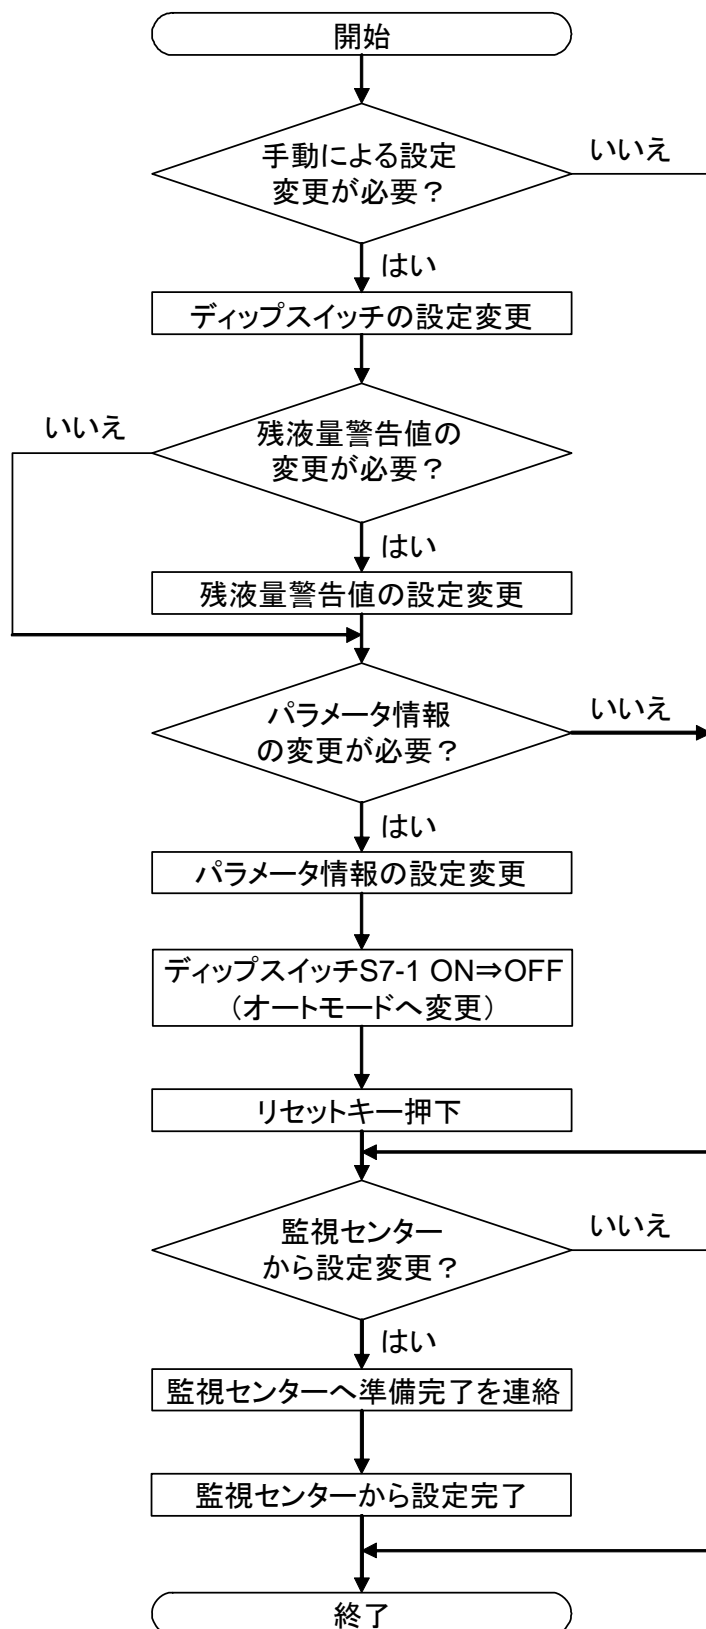 開始
手動による設定
変更が必要？
いいえ
はい
ディップスイッチの設定変更
いいえ
残液量警告値の
変更が必要？
はい
残液量警告値の設定変更
パラメータ情報
の変更が必要？
いいえ
はい
パラメータ情報の設定変更
ディップスイッチS7-1 ON⇒OFF
（オートモードへ変更）
リセットキー押下
監視センター
から設定変更？
いいえ
はい
監視センターへ準備完了を連絡
監視センターから設定完了
終了